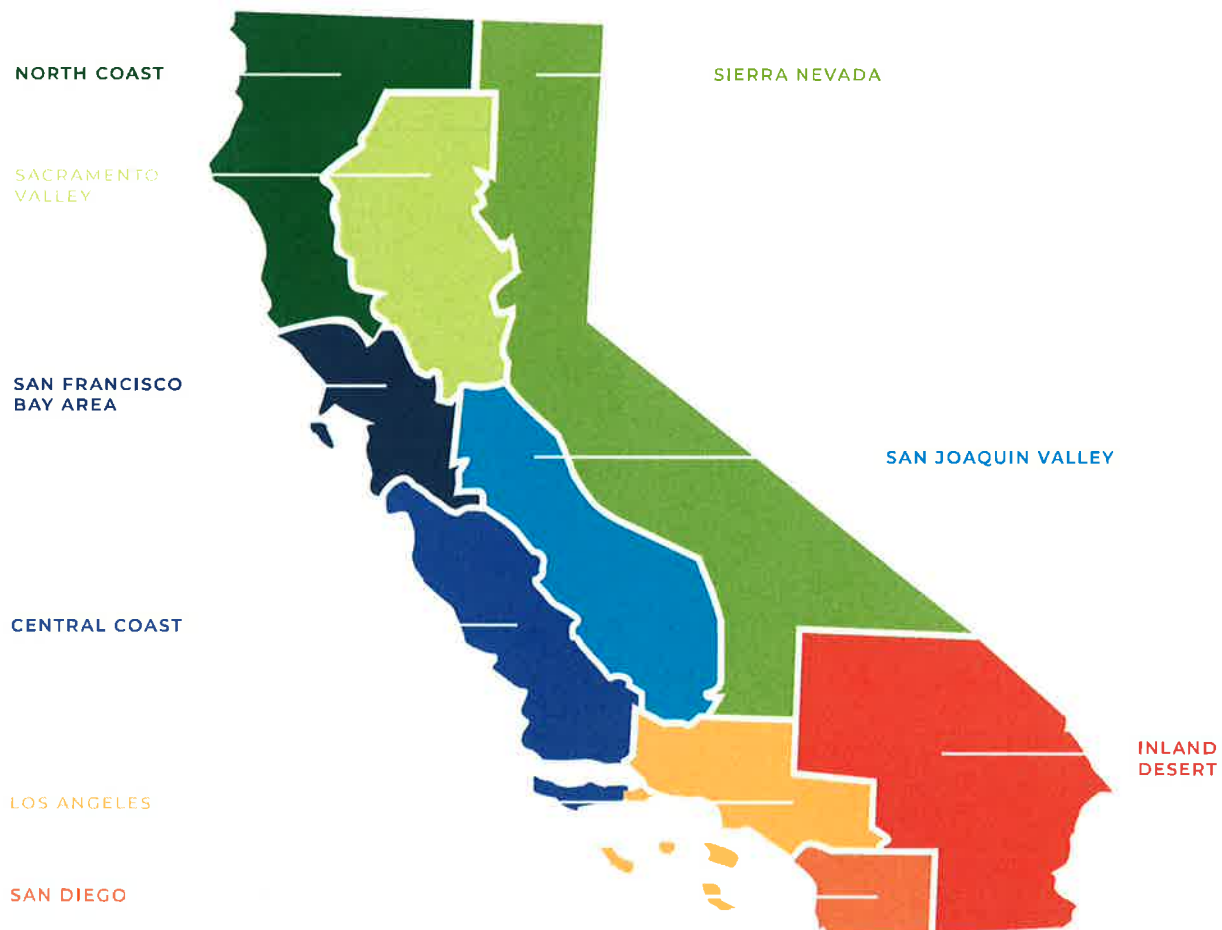 NORTH COAST
SIERRA NEVADA
SACRAMENTO
VALLEY
SAN FRANCISCO
BAY AREA
SAN JOAQUIN VALLEY
CENTRAL COAST
INLAND
DESERT
LOS ANGELES
SAN DIEGO